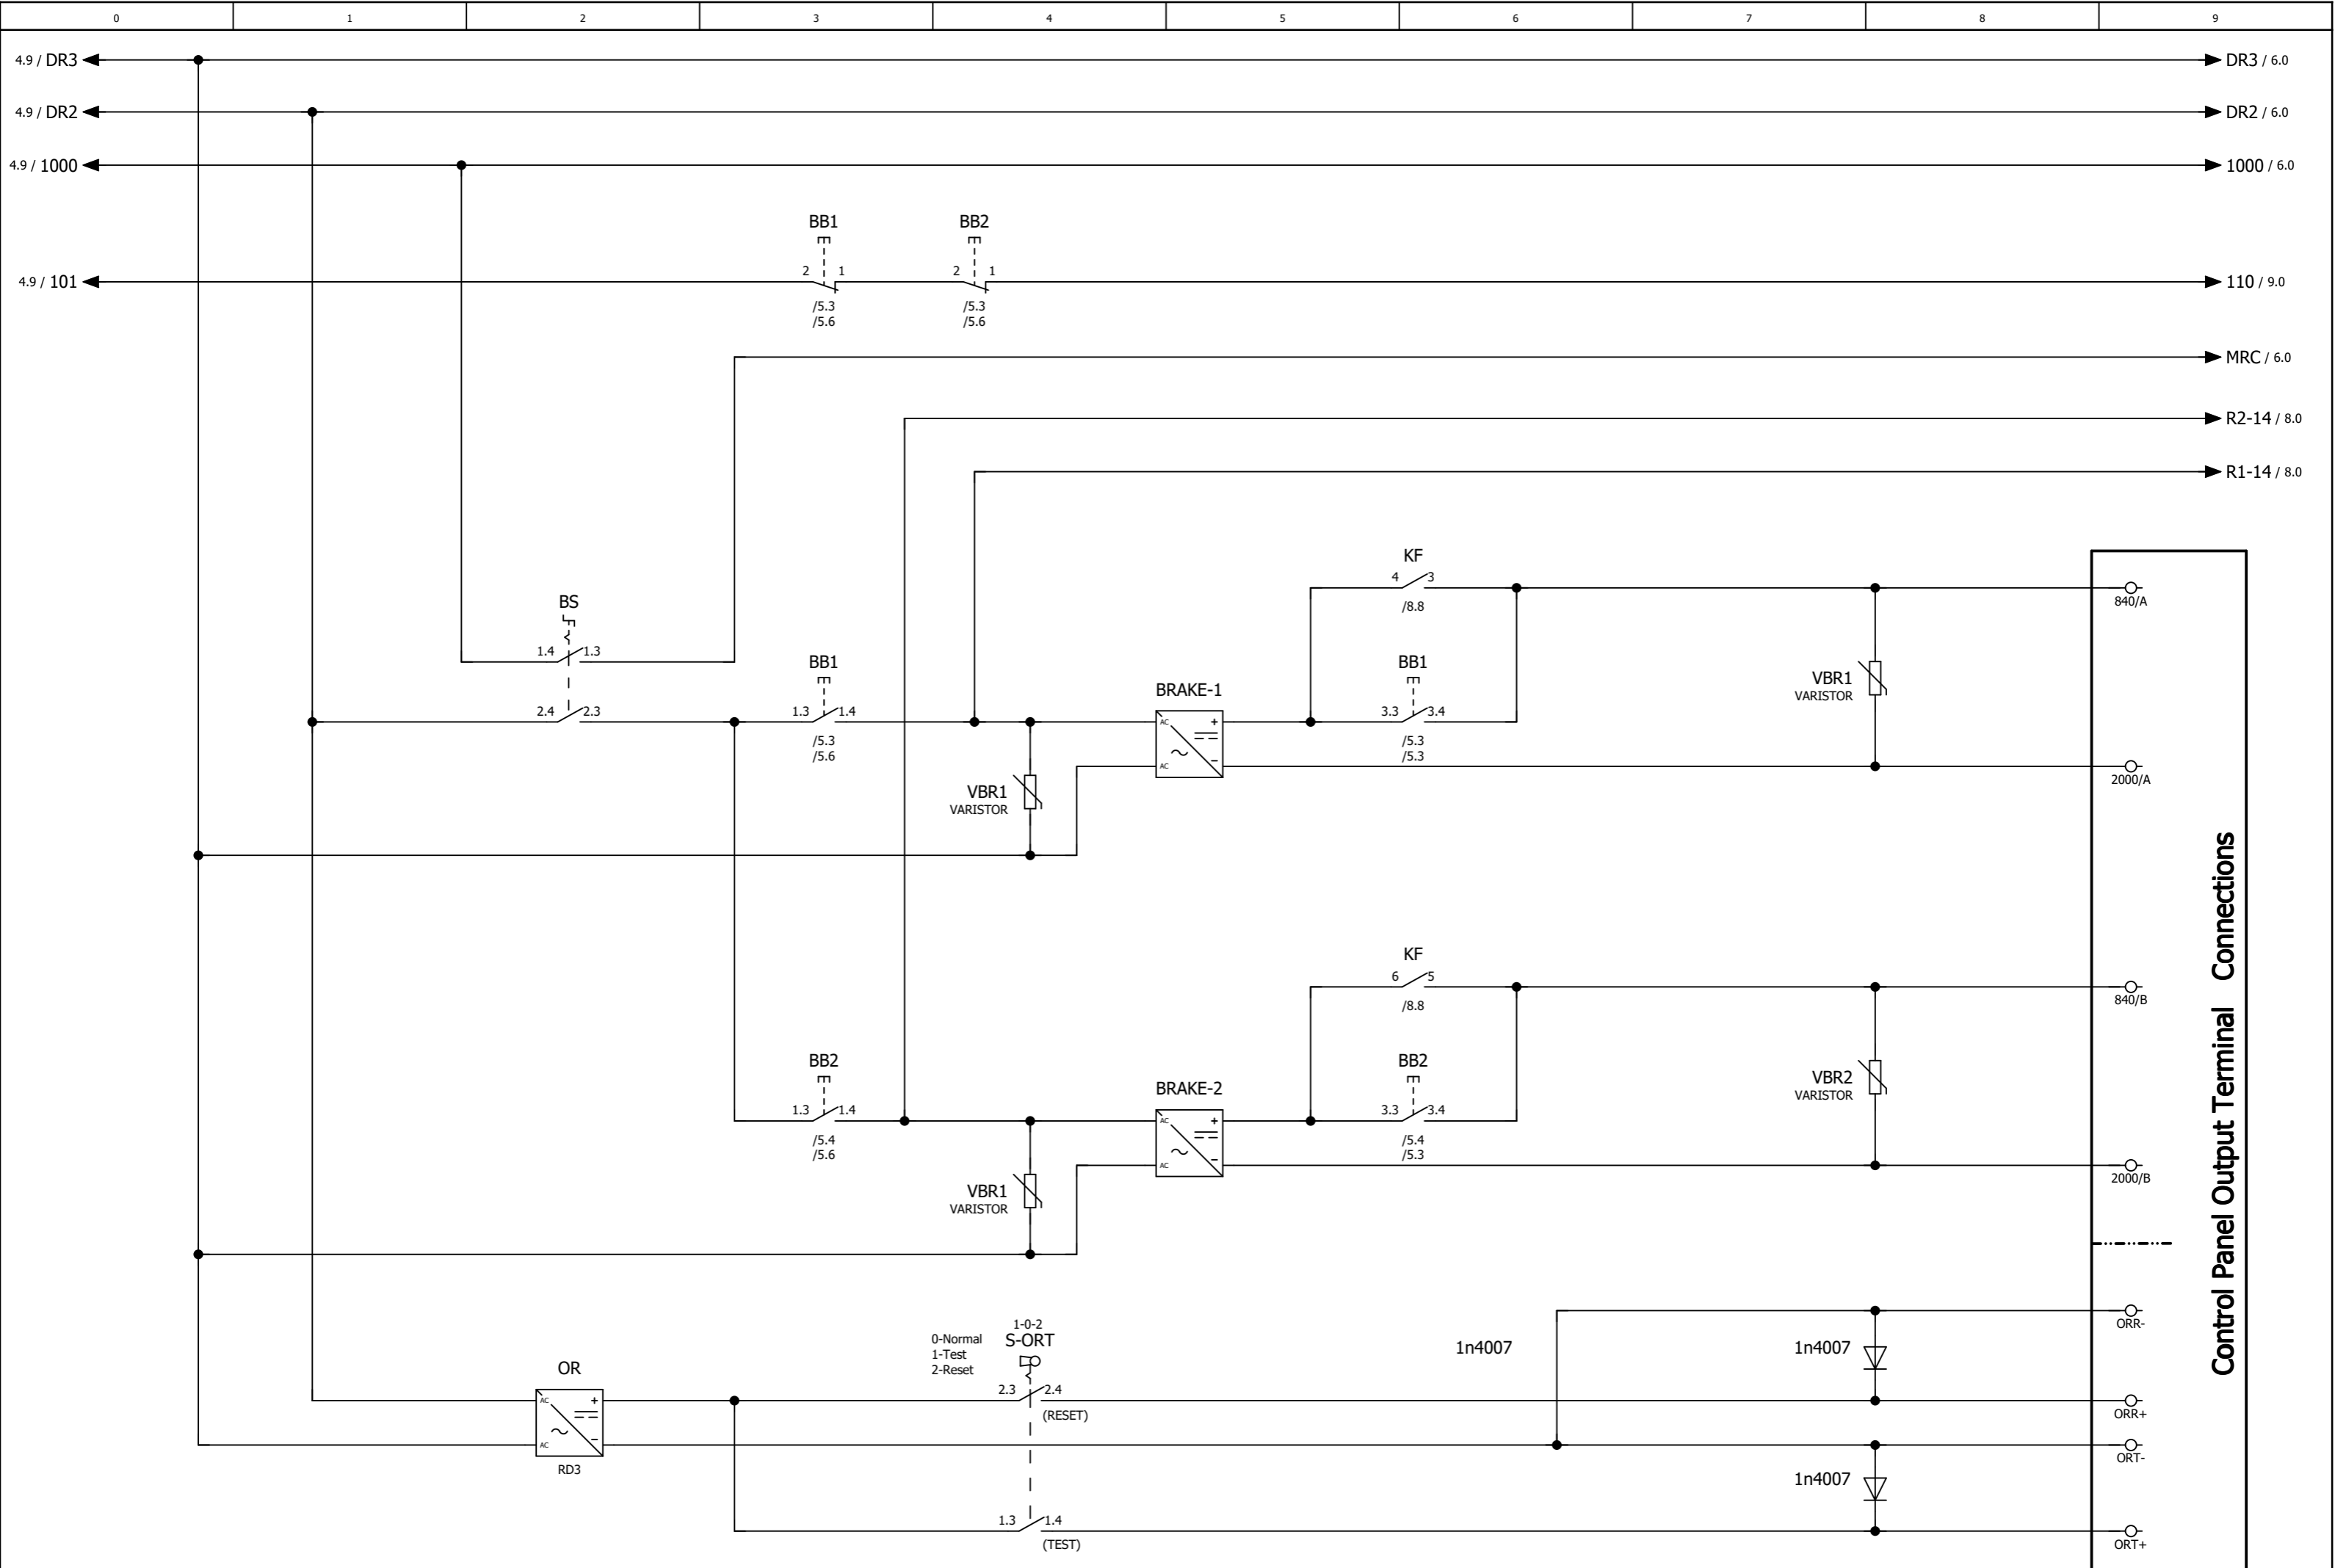 0 1 2 3 4 5 6 7 8 9
4.9 / DR3 DR3 / 6.0
4.9 / DR2 DR2 / 6.0
4.9 / 1000 1000 / 6.0
BB1 BB2
2 1 2 1
4.9 / 101 110 / 9.0
/5.3 /5.3
/5.6 /5.6
MRC / 6.0
R2-14 / 8.0
R1-14 / 8.0
KF
4 3
840/A
/8.8
BS
1.4 1.3
BB1 BB1
VBR1
VARISTOR
BRAKE-1
2.4 2.3 1.3 1.4 3.3 3.4
AC +
/5.3 /5.3
/5.6 /5.3
AC −
2000/A
VBR1
VARISTOR
KF
6 5
840/B
/8.8
BB2 BB2
VBR2
VARISTOR
BRAKE-2
1.3 1.4 3.3 3.4
AC +
/5.4 /5.4
/5.6 /5.3
AC −
2000/B
VBR1
VARISTOR
Control Panel Output Terminal Connections
1-0-2
ORR-
0-Normal S-ORT
1-Test
2-Reset
1n4007 1n4007
OR
2.3 2.4
AC +
(RESET)
ORR+
AC −
ORT-
RD3
1n4007
1.3 1.4
(TEST)
ORT+